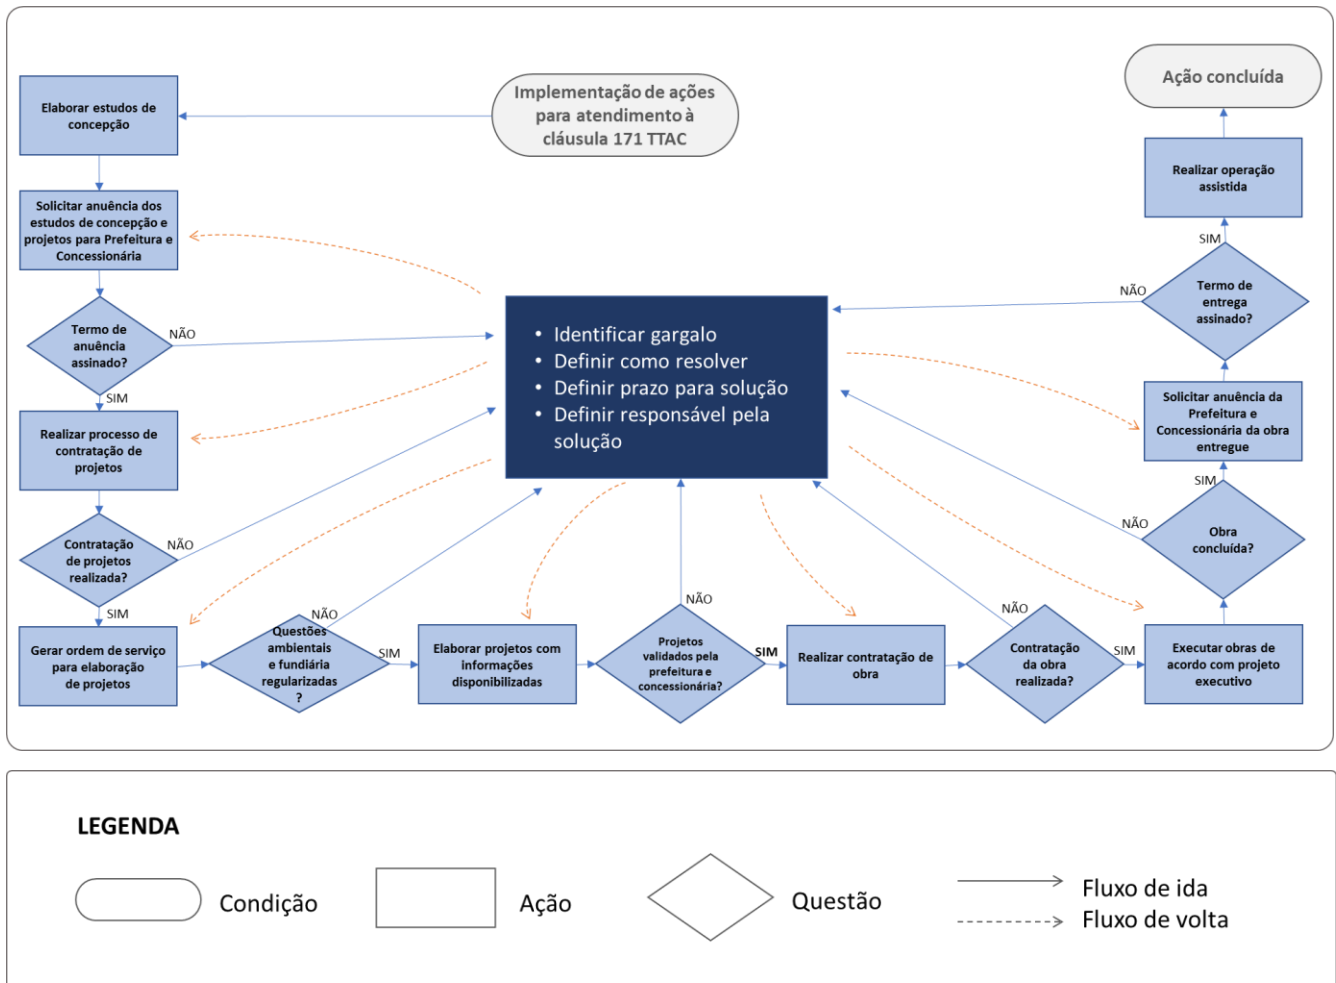 Implementação de ações
para atendimento à
cláusula 171 TTAC
Elaborar estudos de
concepção
Solicitar anuência dos
estudos de concepção e
projetos para Prefeitura e
Concessionária
Termo de
anuência
assinado?
NÃO
SIM
Realizar processo de
contratação de
projetos
Contratação
de projetos
realizada?
NÃO
SIM
Gerar ordem de serviço
para elaboração
de projetos
Questões
ambientais
e fundiária
regularizadas
?
NÃO
SIM
Elaborar projetos com
informações
disponibilizadas
Projetos
validados pela
prefeitura e
concessionária?
NÃO
SIM
Realizar contratação de
obra
Contratação
da obra
realizada?
NÃO
SIM
Executar obras de
acordo com projeto
executivo
Obra
concluída?
NÃO
SIM
Solicitar anuência da
Prefeitura e
Concessionária da obra
entregue
Termo de
entrega
assinado?
NÃO
SIM
Realizar operação
assistida
Ação concluída
• Identificar gargalo
• Definir como resolver
• Definir prazo para solução
• Definir responsável pela
solução
LEGENDA
Condição
Ação
Questão
Fluxo de ida
Fluxo de volta